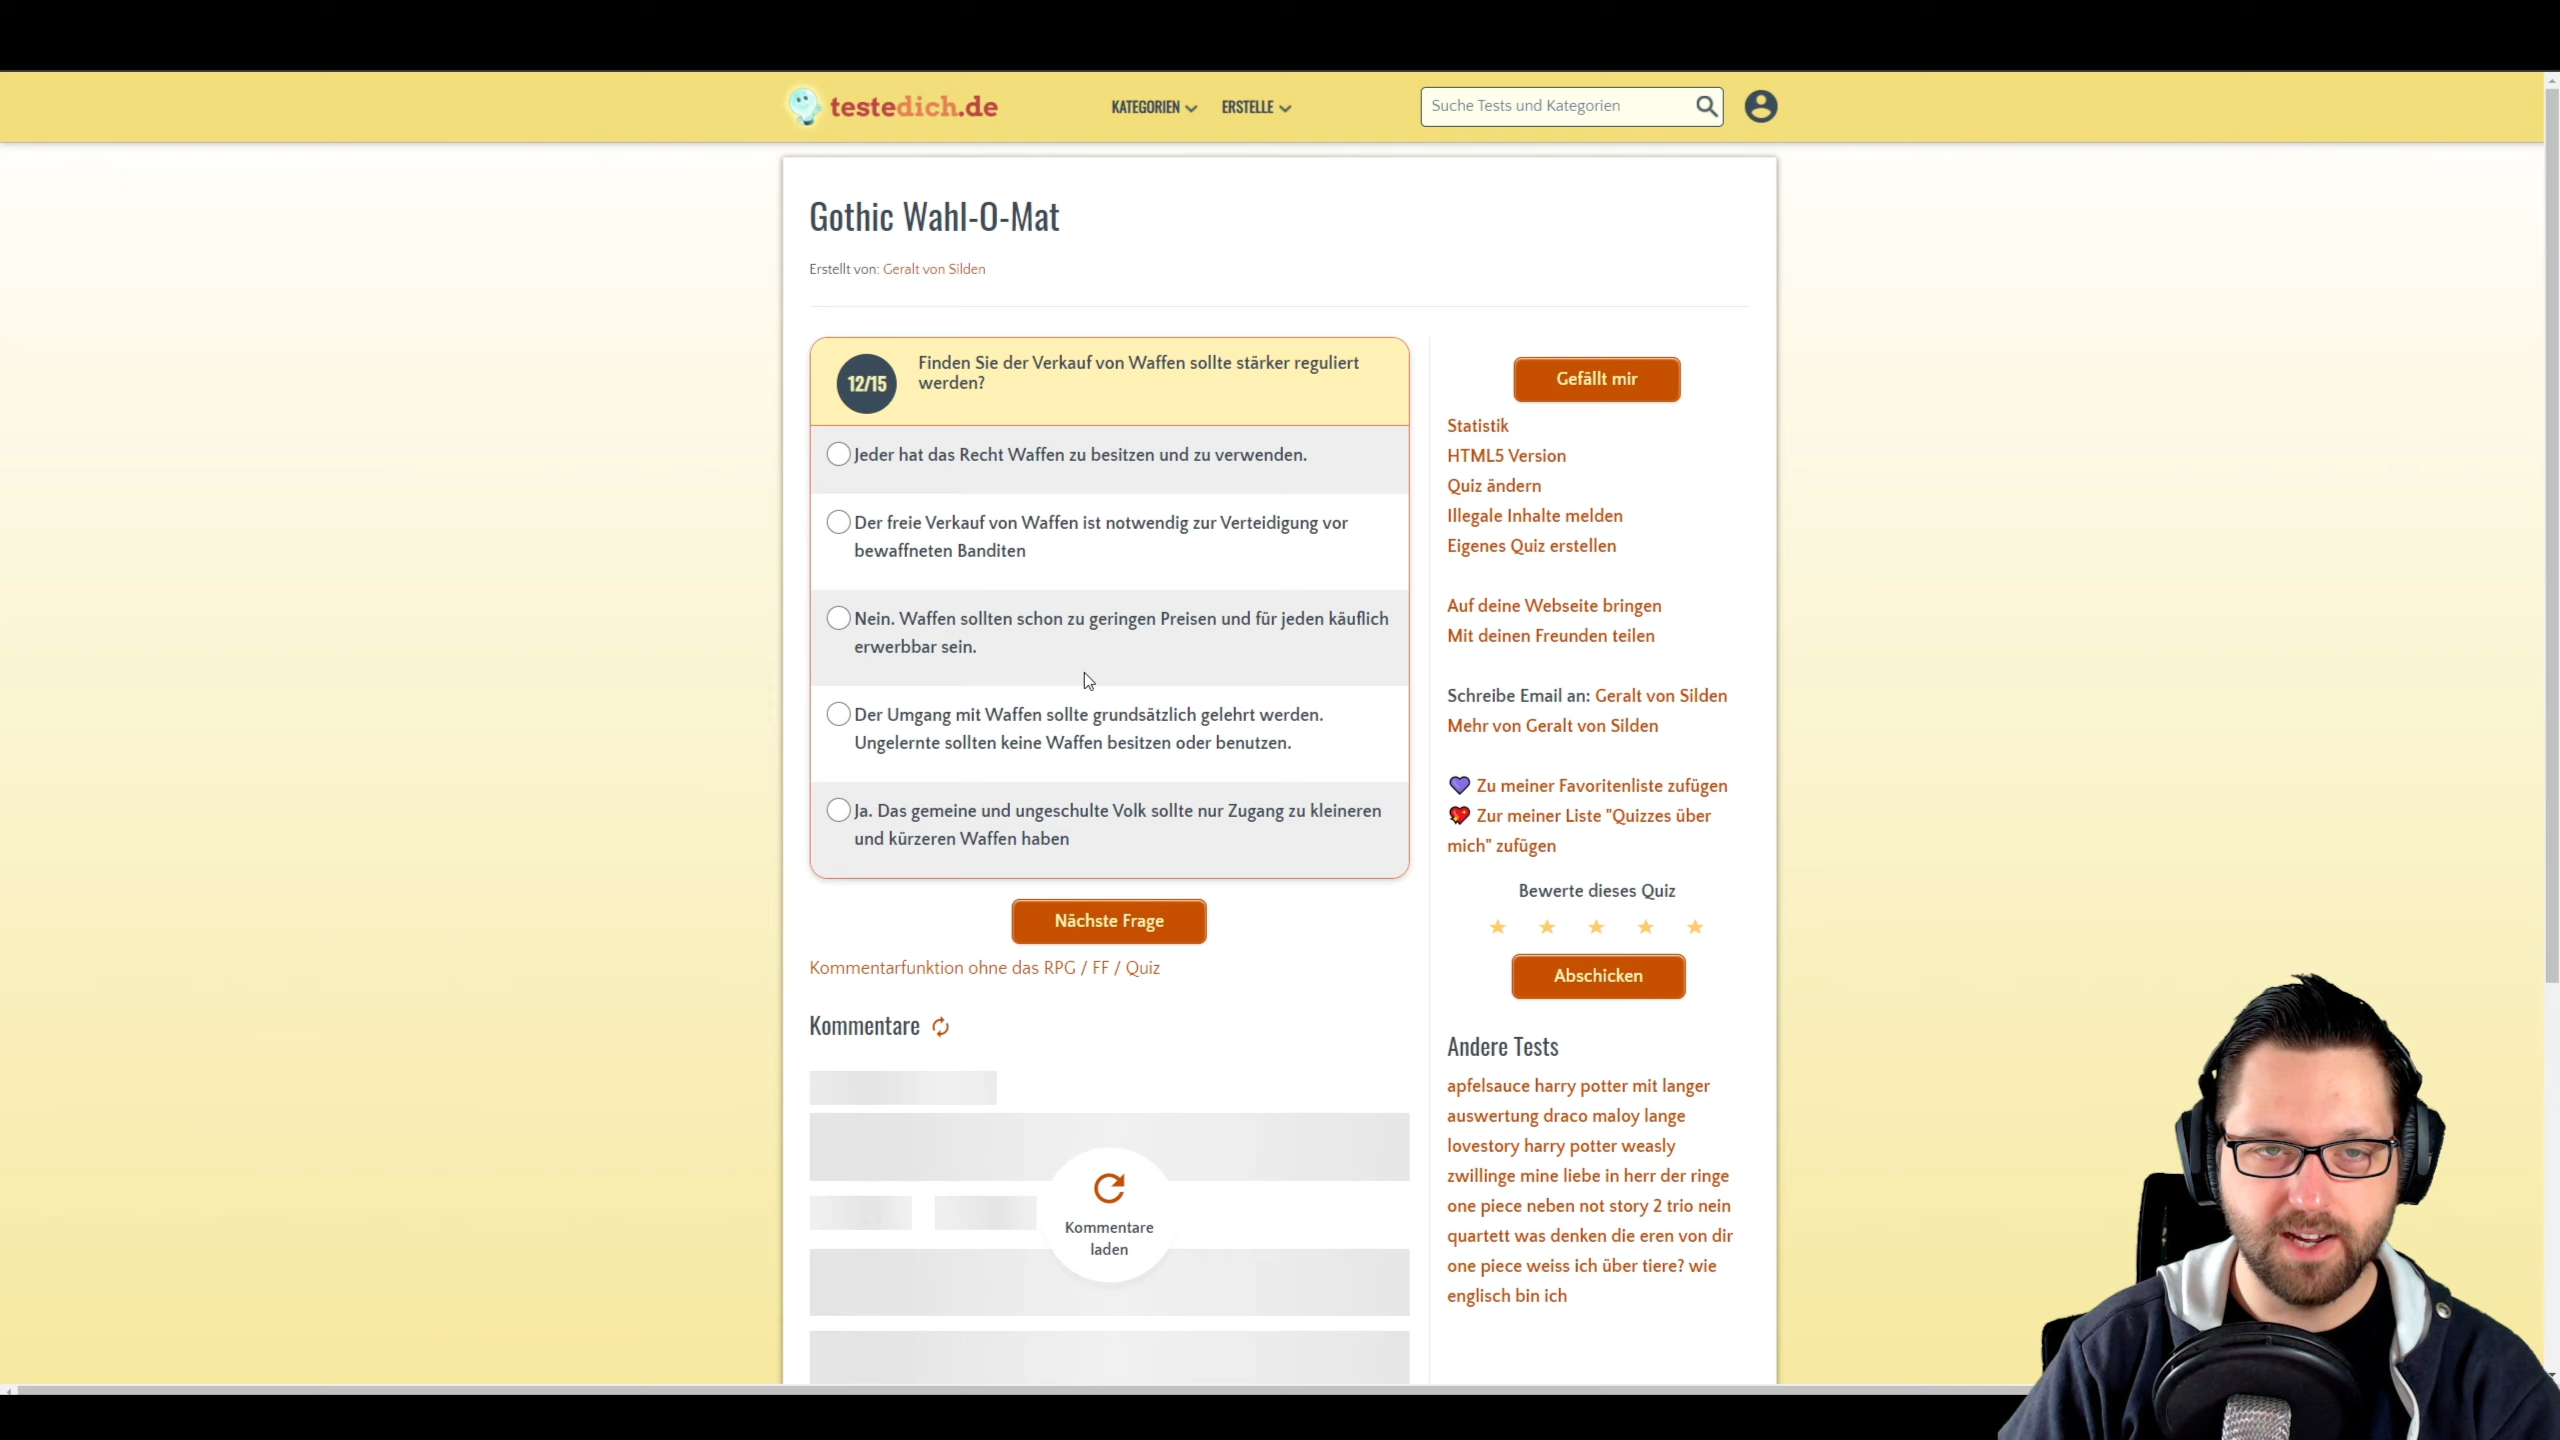 testedich.de
KATEGORIEN
ERSTELLE
Suche Tests und Kategorien
Gothic Wahl-O-Mat
Erstellt von: Geralt von Silden
12/15
Finden Sie der Verkauf von Waffen sollte stärker reguliert
werden?
Jeder hat das Recht Waffen zu besitzen und zu verwenden.
Der freie Verkauf von Waffen ist notwendig zur Verteidigung vor
bewaffneten Banditen
Nein. Waffen sollten schon zu geringen Preisen und für jeden käuflich
erwerbbar sein.
Der Umgang mit Waffen sollte grundsätzlich gelehrt werden.
Ungelernte sollten keine Waffen besitzen oder benutzen.
Ja. Das gemeine und ungeschulte Volk sollte nur Zugang zu kleineren
und kürzeren Waffen haben
Nächste Frage
Kommentarfunktion ohne das RPG / FF / Quiz
Kommentare
Kommentare
laden
Gefällt mir
Statistik
HTML5 Version
Quiz ändern
Illegale Inhalte melden
Eigenes Quiz erstellen
Auf deine Webseite bringen
Mit deinen Freunden teilen
Schreibe Email an: Geralt von Silden
Mehr von Geralt von Silden
Zu meiner Favoritenliste zufügen
Zur meiner Liste "Quizzes über
mich" zufügen
Bewerte dieses Quiz
Abschicken
Andere Tests
apfelsauce harry potter mit langer
auswertung draco maloy lange
lovestory harry potter weasly
zwillinge mine liebe in herr der ringe
one piece neben not story 2 trio nein
quartett was denken die eren von dir
one piece weiss ich über tiere? wie
englisch bin ich